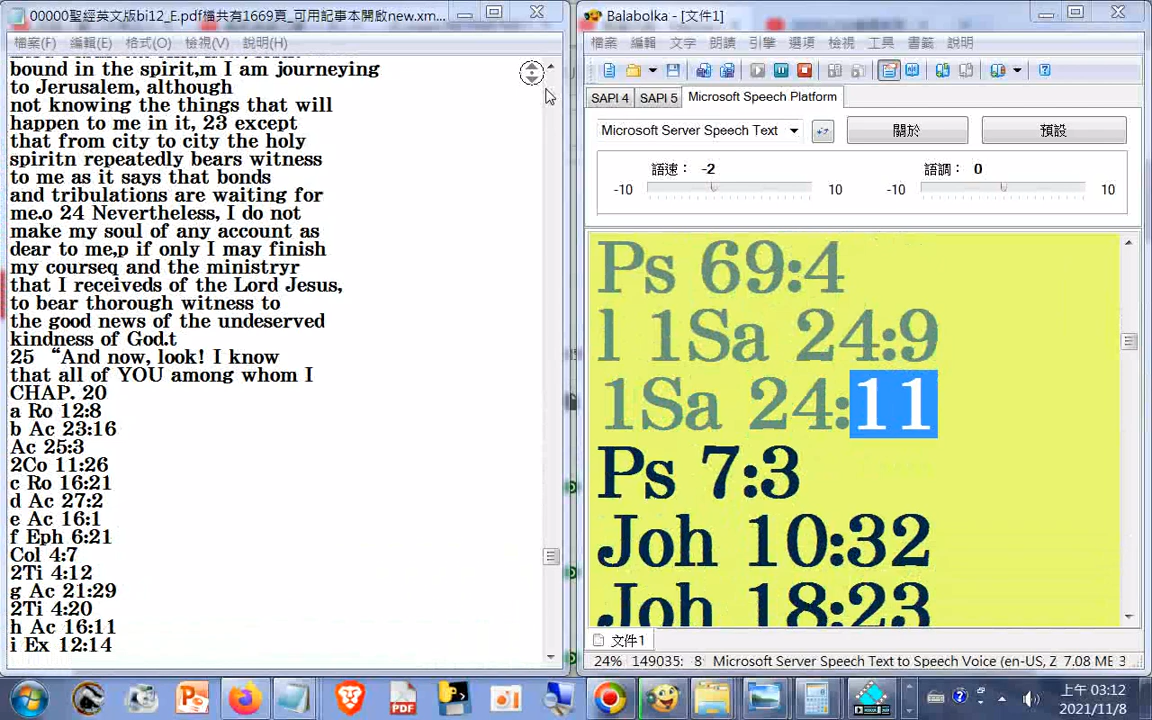 00000聖經英文版bi12_E.pdf檔共有1669頁_可用記事本開啟new.xm...
檔案(F) 編輯(E) 格式(O) 檢視(V) 說明(H)
bound in the spirit,m I am journeying
to Jerusalem, although
not knowing the things that will
happen to me in it, 23 except
that from city to city the holy
spiritn repeatedly bears witness
to me as it says that bonds
and tribulations are waiting for
me.o 24 Nevertheless, I do not
make my soul of any account as
dear to me,p if only I may finish
my courseq and the ministryr
that I receiveds of the Lord Jesus,
to bear thorough witness to
the good news of the undeserved
kindness of God.t
25 “And now, look! I know
that all of YOU among whom I
CHAP. 20
a Ro 12:8
b Ac 23:16
Ac 25:3
2Co 11:26
c Ro 16:21
d Ac 27:2
e Ac 16:1
f Eph 6:21
Col 4:7
2Ti 4:12
g Ac 21:29
2Ti 4:20
h Ac 16:11
i Ex 12:14
Balabolka - [文件1]
檔案 編輯 文字 朗讀 引擎 選項 檢視 工具 書籤 說明
SAPI 4 SAPI 5 Microsoft Speech Platform
Microsoft Server Speech Text 關於 預設
語速: -2 語調: 0
-10 10 -10 10
Ps 69:4
l 1Sa 24:9
1Sa 24:11
Ps 7:3
Joh 10:32
Joh 18:23
文件1
24% 149035: 8 Microsoft Server Speech Text to Speech Voice (en-US, Z 7.08 ME 3
上午 03:12
2021/11/8